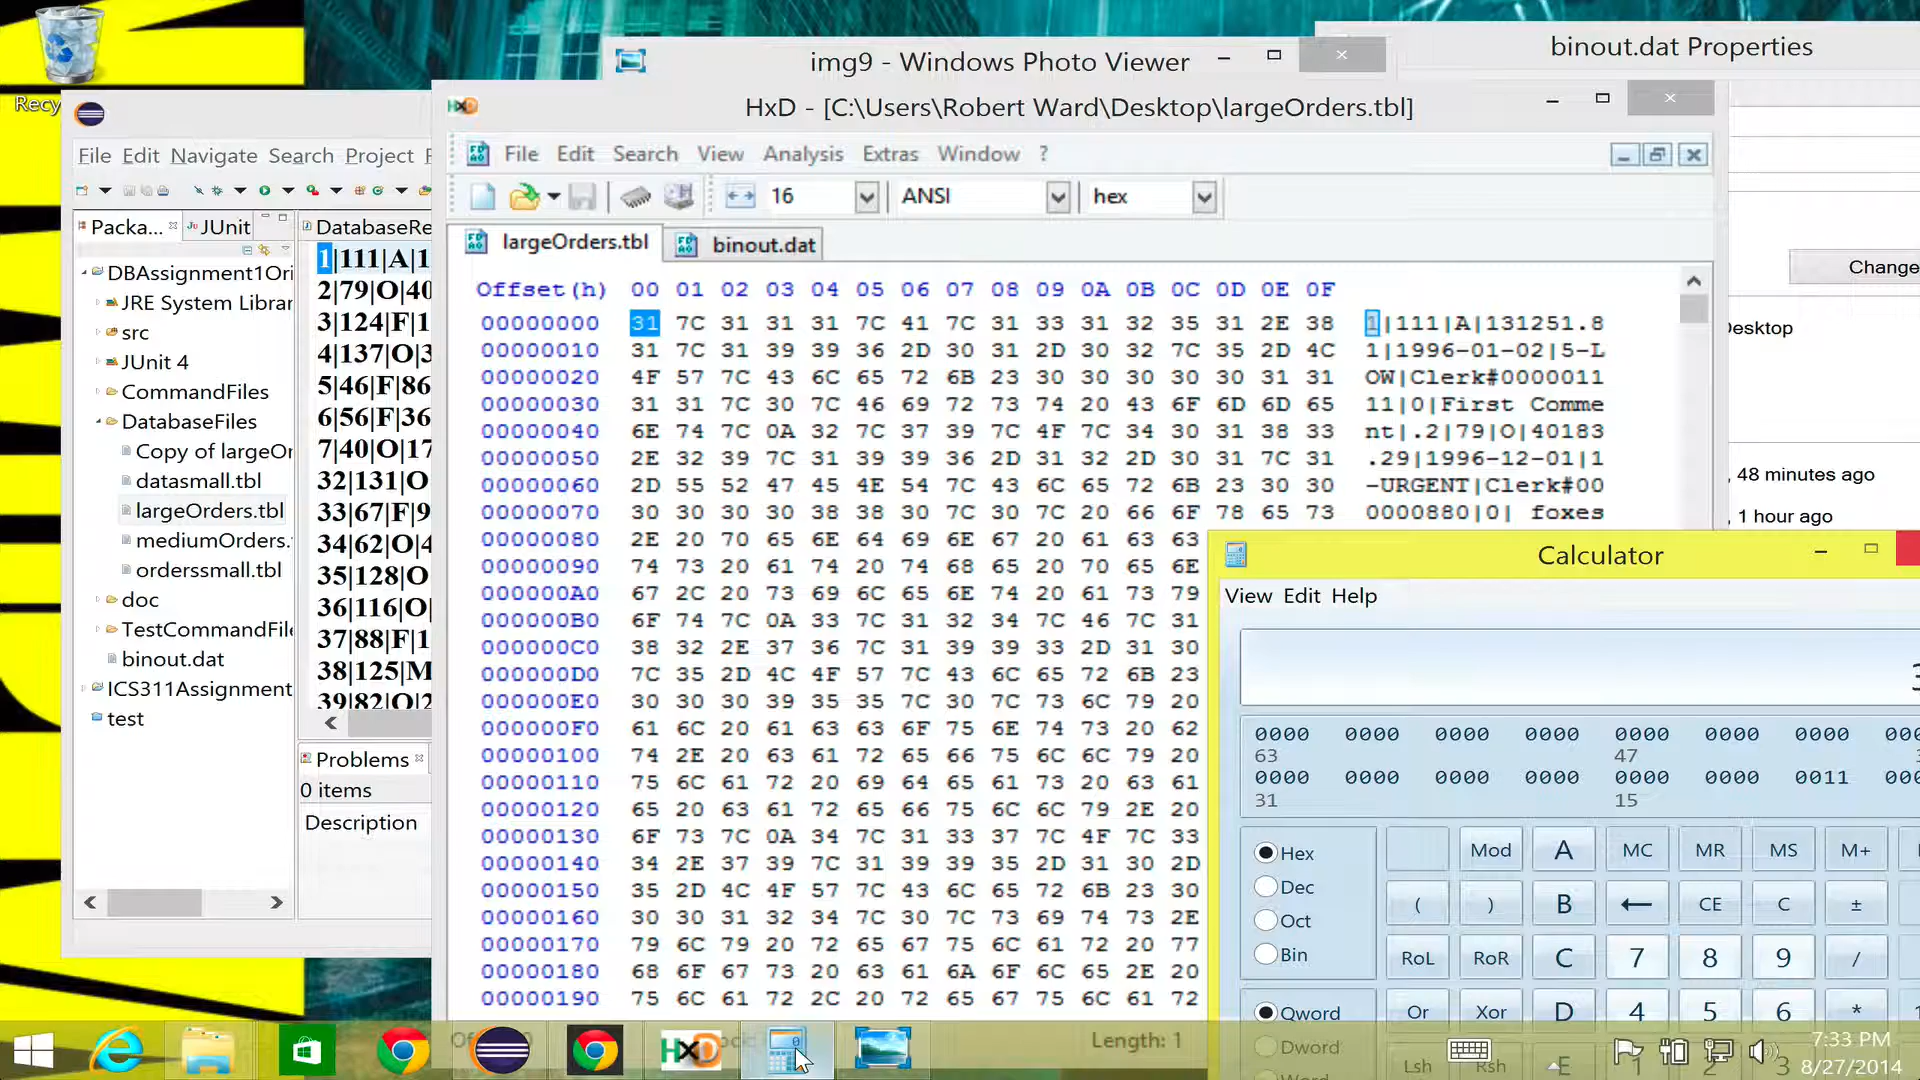 Recy
img9 - Windows Photo Viewer
binout.dat Properties
HxD - [C:\Users\Robert Ward\Desktop\largeOrders.tbl]
File Edit Search View Analysis Extras Window ?
16 ANSI hex
largeOrders.tbl binout.dat
Offset(h) 00 01 02 03 04 05 06 07 08 09 0A 0B 0C 0D 0E 0F
00000000 31 7C 31 31 31 7C 41 7C 31 33 31 32 35 31 2E 38 1|111|A|131251.8
00000010 31 7C 31 39 39 36 2D 30 31 2D 30 32 7C 35 2D 4C 1|1996-01-02|5-L
00000020 4F 57 7C 43 6C 65 72 6B 23 30 30 30 30 30 31 31 OW|Clerk#0000011
00000030 31 31 7C 30 7C 46 69 72 73 74 20 43 6F 6D 6D 65 11|0|First Comme
00000040 6E 74 7C 0A 32 7C 37 39 7C 4F 7C 34 30 31 38 33 nt|.2|79|O|40183
00000050 2E 32 39 7C 31 39 39 36 2D 31 32 2D 30 31 7C 31 .29|1996-12-01|1
00000060 2D 55 52 47 45 4E 54 7C 43 6C 65 72 6B 23 30 30 -URGENT|Clerk#00
00000070 30 30 30 30 38 38 30 7C 30 7C 20 66 6F 78 65 73 0000880|0| foxes
00000080 2E 20 70 65 6E 64 69 6E 67 20 61 63 63
00000090 74 73 20 61 74 20 74 68 65 20 70 65 6E
000000A0 67 2C 20 73 69 6C 65 6E 74 20 61 73 79
000000B0 6F 74 7C 0A 33 7C 31 32 34 7C 46 7C 31
000000C0 38 32 2E 37 36 7C 31 39 39 33 2D 31 30
000000D0 7C 35 2D 4C 4F 57 7C 43 6C 65 72 6B 23
000000E0 30 30 30 39 35 35 7C 30 7C 73 6C 79 20
000000F0 61 6C 20 61 63 63 6F 75 6E 74 73 20 62
00000100 74 2E 20 63 61 72 65 66 75 6C 6C 79 20
00000110 75 6C 61 72 20 69 64 65 61 73 20 63 61
00000120 65 20 63 61 72 65 66 75 6C 6C 79 2E 20
00000130 6F 73 7C 0A 34 7C 31 33 37 7C 4F 7C 33
00000140 34 2E 37 39 7C 31 39 39 35 2D 31 30 2D
00000150 35 2D 4C 4F 57 7C 43 6C 65 72 6B 23 30
00000160 30 30 31 32 34 7C 30 7C 73 69 74 73 2E
00000170 79 6C 79 20 72 65 67 75 6C 61 72 20 77
00000180 68 6F 67 73 20 63 61 6A 6F 6C 65 2E 20
00000190 75 6C 61 72 2C 20 72 65 67 75 6C 61 72
Length: 1
File Edit Navigate Search Project
Packa... JUnit
DBAssignment1Ori
JRE System Librar
src
JUnit 4
CommandFiles
DatabaseFiles
Copy of largeOr
datasmall.tbl
largeOrders.tbl
mediumOrders.
orderssmall.tbl
doc
TestCommandFile
binout.dat
ICS311Assignment
test
DatabaseRe
1|111|A|1
2|79|O|40
3|124|F|1
4|137|O|3
5|46|F|86
6|56|F|36
7|40|O|17
32|131|O
33|67|F|9
34|62|O|4
35|128|O
36|116|O|
37|88|F|1
38|125|M
39|82|O|2
Problems
0 items
Description
Change
Desktop
, 48 minutes ago
, 1 hour ago
Calculator
View Edit Help
0000 0000 0000 0000 0000 0000 0000
63 47
0000 0000 0000 0000 0000 0000 0011
31 15
Hex
Dec
Oct
Bin
Qword
Dword
Mod A MC MR MS M+
( ) B ← CE C ±
RoL RoR C 7 8 9 /
Or Xor D 4 5 6 *
Lsh Rsh E 1 2 3
HxD
7:33 PM
8/27/2014